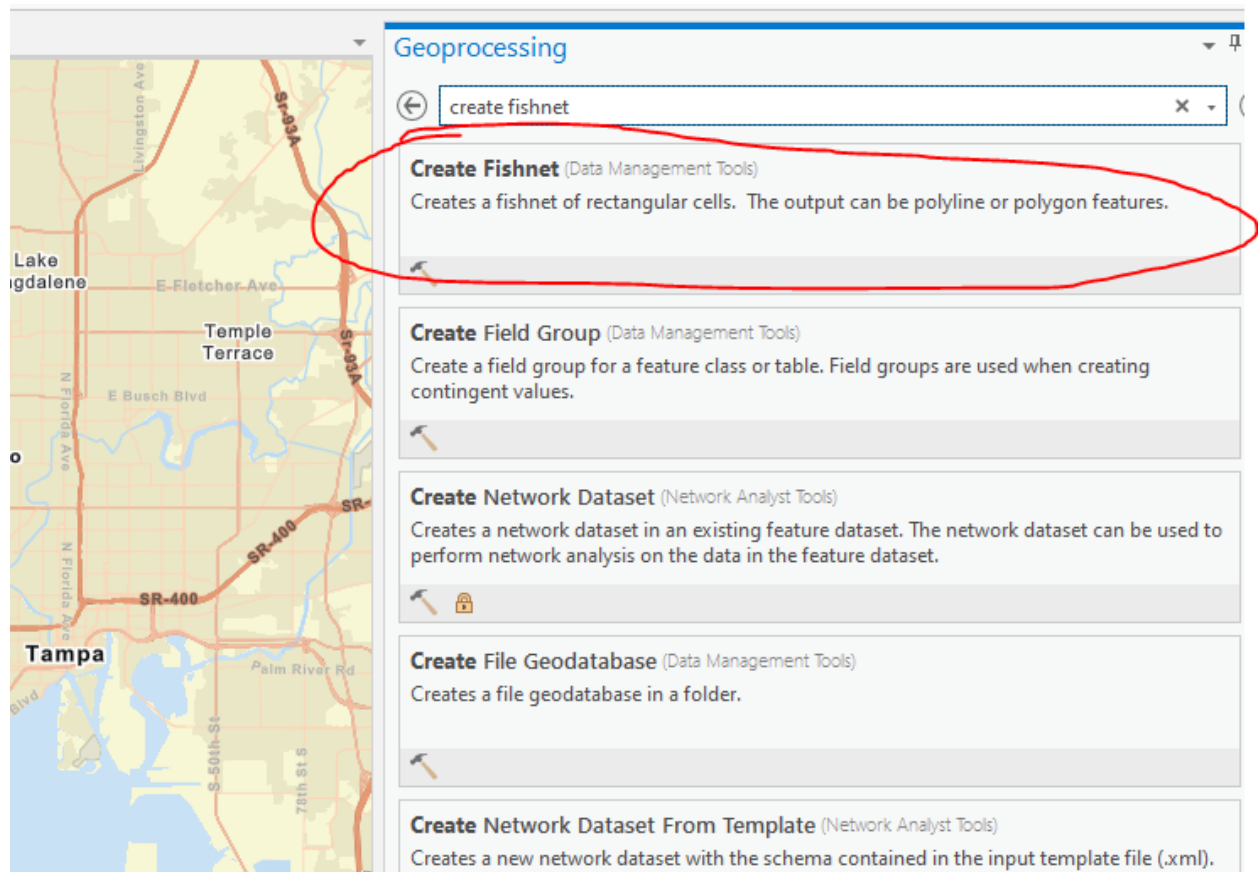 Geoprocessing
create fishnet
Create Fishnet (Data Management Tools)
Creates a fishnet of rectangular cells. The output can be polyline or polygon features.
Create Field Group (Data Management Tools)
Create a field group for a feature class or table. Field groups are used when creating
contingent values.
Create Network Dataset (Network Analyst Tools)
Creates a network dataset in an existing feature dataset. The network dataset can be used to
perform network analysis on the data in the feature dataset.
Create File Geodatabase (Data Management Tools)
Creates a file geodatabase in a folder.
Create Network Dataset From Template (Network Analyst Tools)
Creates a new network dataset with the schema contained in the input template file (.xml).
Livingston Ave
Sr-93A
Lake
gdalene
E Fletcher Ave
Temple
Terrace
Sr-93A
N Florida Ave
E Busch Blvd
o
SR-
SR-400
N Florida Ave
SR-400
Tampa
Palm River Rd
Blvd
S 50th St
78th St S